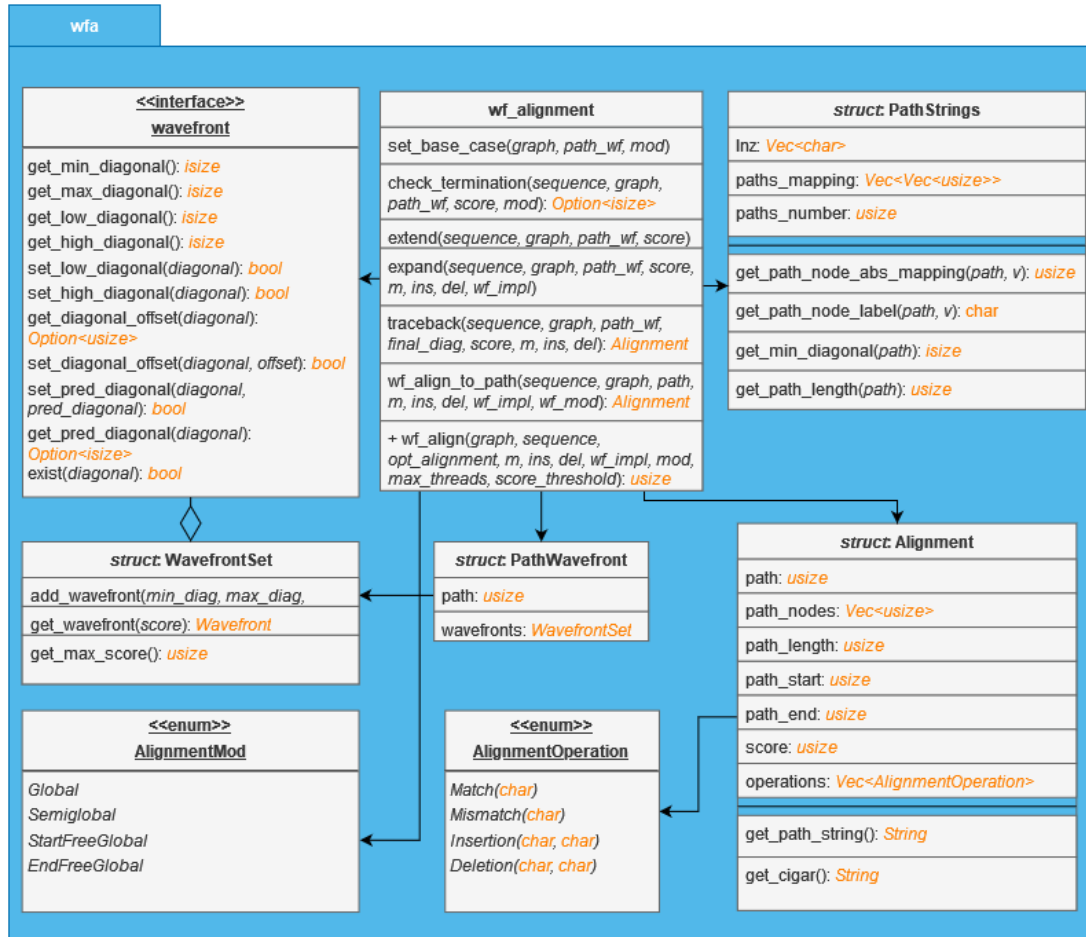 wfa
<<interface>>
wavefront
get_min_diagonal(): isize
get_max_diagonal(): isize
get_low_diagonal(): isize
get_high_diagonal(): isize
set_low_diagonal(diagonal): bool
set_high_diagonal(diagonal): bool
get_diagonal_offset(diagonal):
Option<usize>
set_diagonal_offset(diagonal, offset): bool
set_pred_diagonal(diagonal,
pred_diagonal): bool
get_pred_diagonal(diagonal):
Option<isize>
exist(diagonal): bool
wf_alignment
set_base_case(graph, path_wf, mod)
check_termination(sequence, graph,
path_wf, score, mod): Option<isize>
extend(sequence, graph, path_wf, score)
expand(sequence, graph, path_wf, score,
m, ins, del, wf_impl)
traceback(sequence, graph, path_wf,
final_diag, score, m, ins, del): Alignment
wf_align_to_path(sequence, graph, path,
m, ins, del, wf_impl, wf_mod): Alignment
+ wf_align(graph, sequence,
opt_alignment, m, ins, del, wf_impl, mod,
max_threads, score_threshold): usize
struct: PathStrings
lnz: Vec<char>
paths_mapping: Vec<Vec<usize>>
paths_number: usize
get_path_node_abs_mapping(path, v): usize
get_path_node_label(path, v): char
get_min_diagonal(path): isize
get_path_length(path): usize
struct: WavefrontSet
add_wavefront(min_diag, max_diag,
get_wavefront(score): Wavefront
get_max_score(): usize
struct: PathWavefront
path: usize
wavefronts: WavefrontSet
struct: Alignment
path: usize
path_nodes: Vec<usize>
path_length: usize
path_start: usize
path_end: usize
score: usize
operations: Vec<AlignmentOperation>
get_path_string(): String
get_cigar(): String
<<enum>>
AlignmentMod
Global
Semiglobal
StartFreeGlobal
EndFreeGlobal
<<enum>>
AlignmentOperation
Match(char)
Mismatch(char)
Insertion(char, char)
Deletion(char, char)